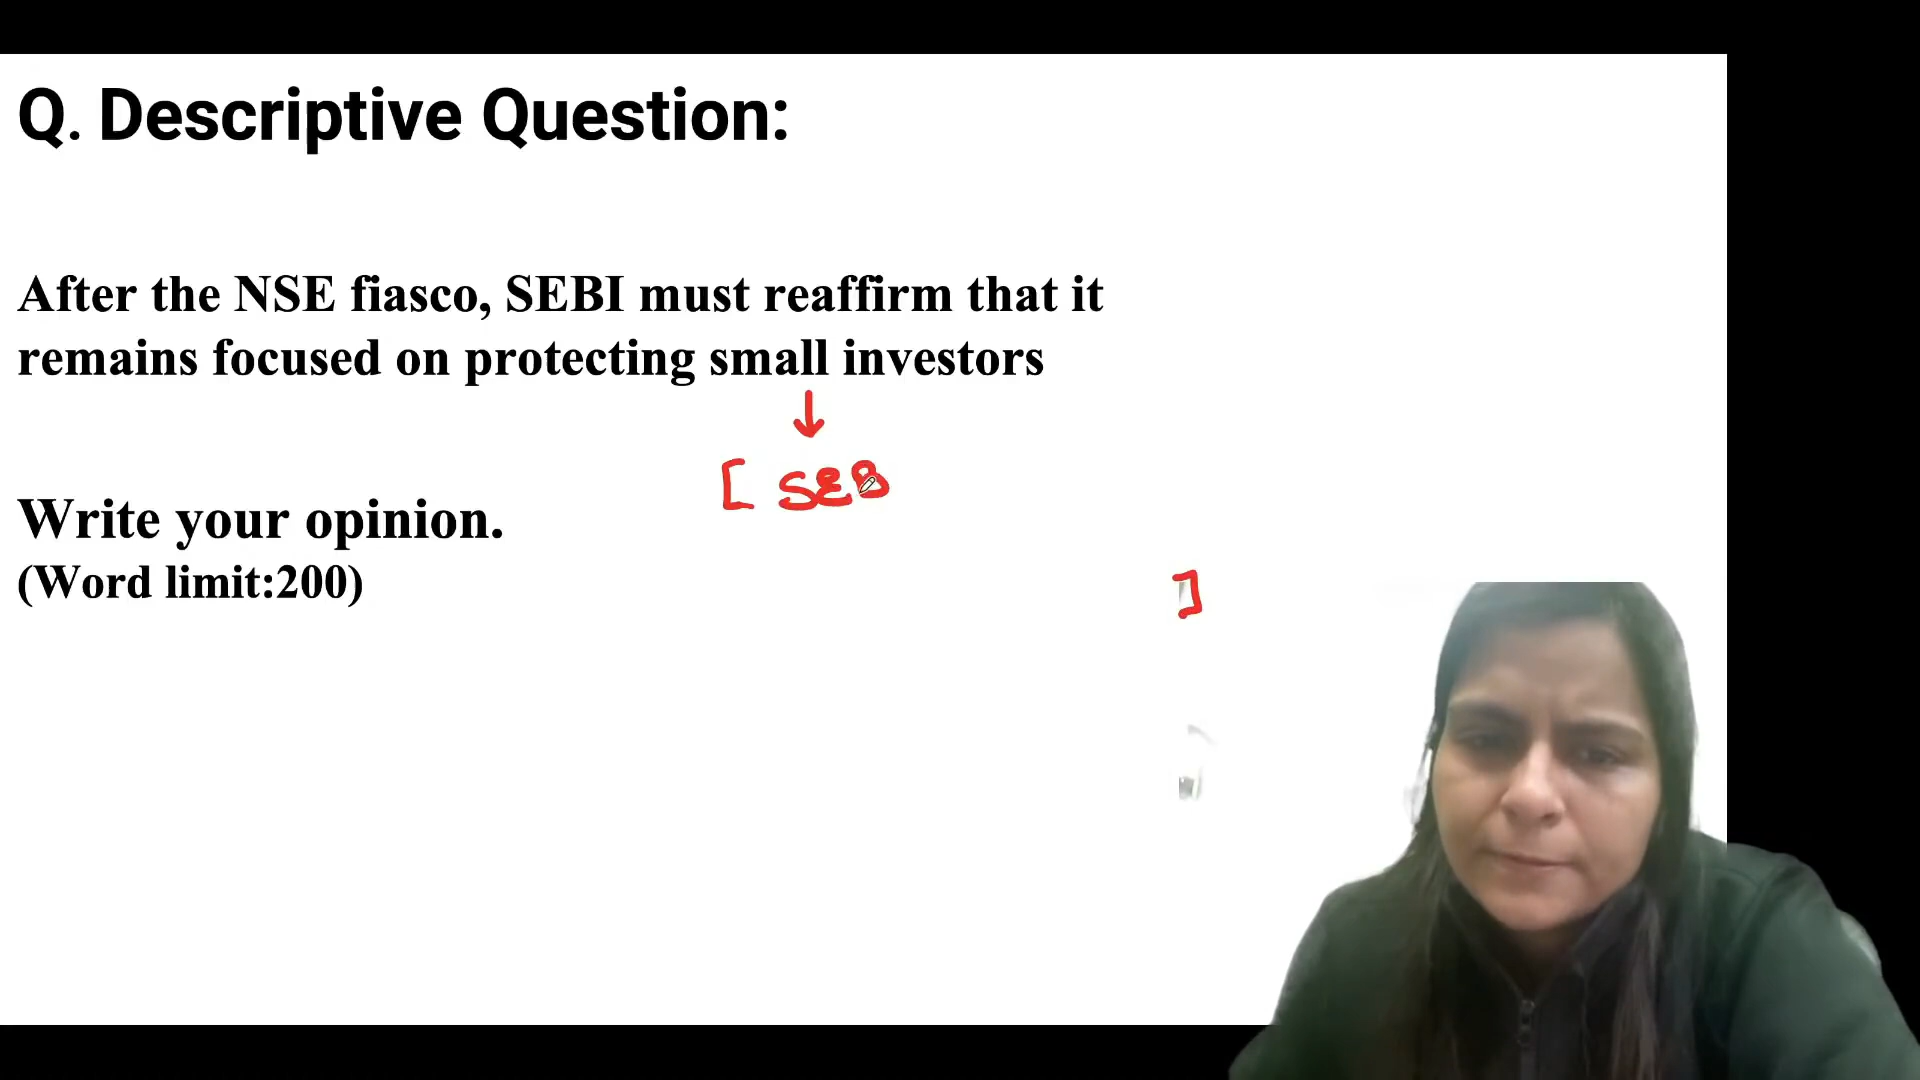 Q. Descriptive Question:
After the NSE fiasco, SEBI must reaffirm that it
remains focused on protecting small investors
[ SEB
Write your opinion.
(Word limit:200)
]